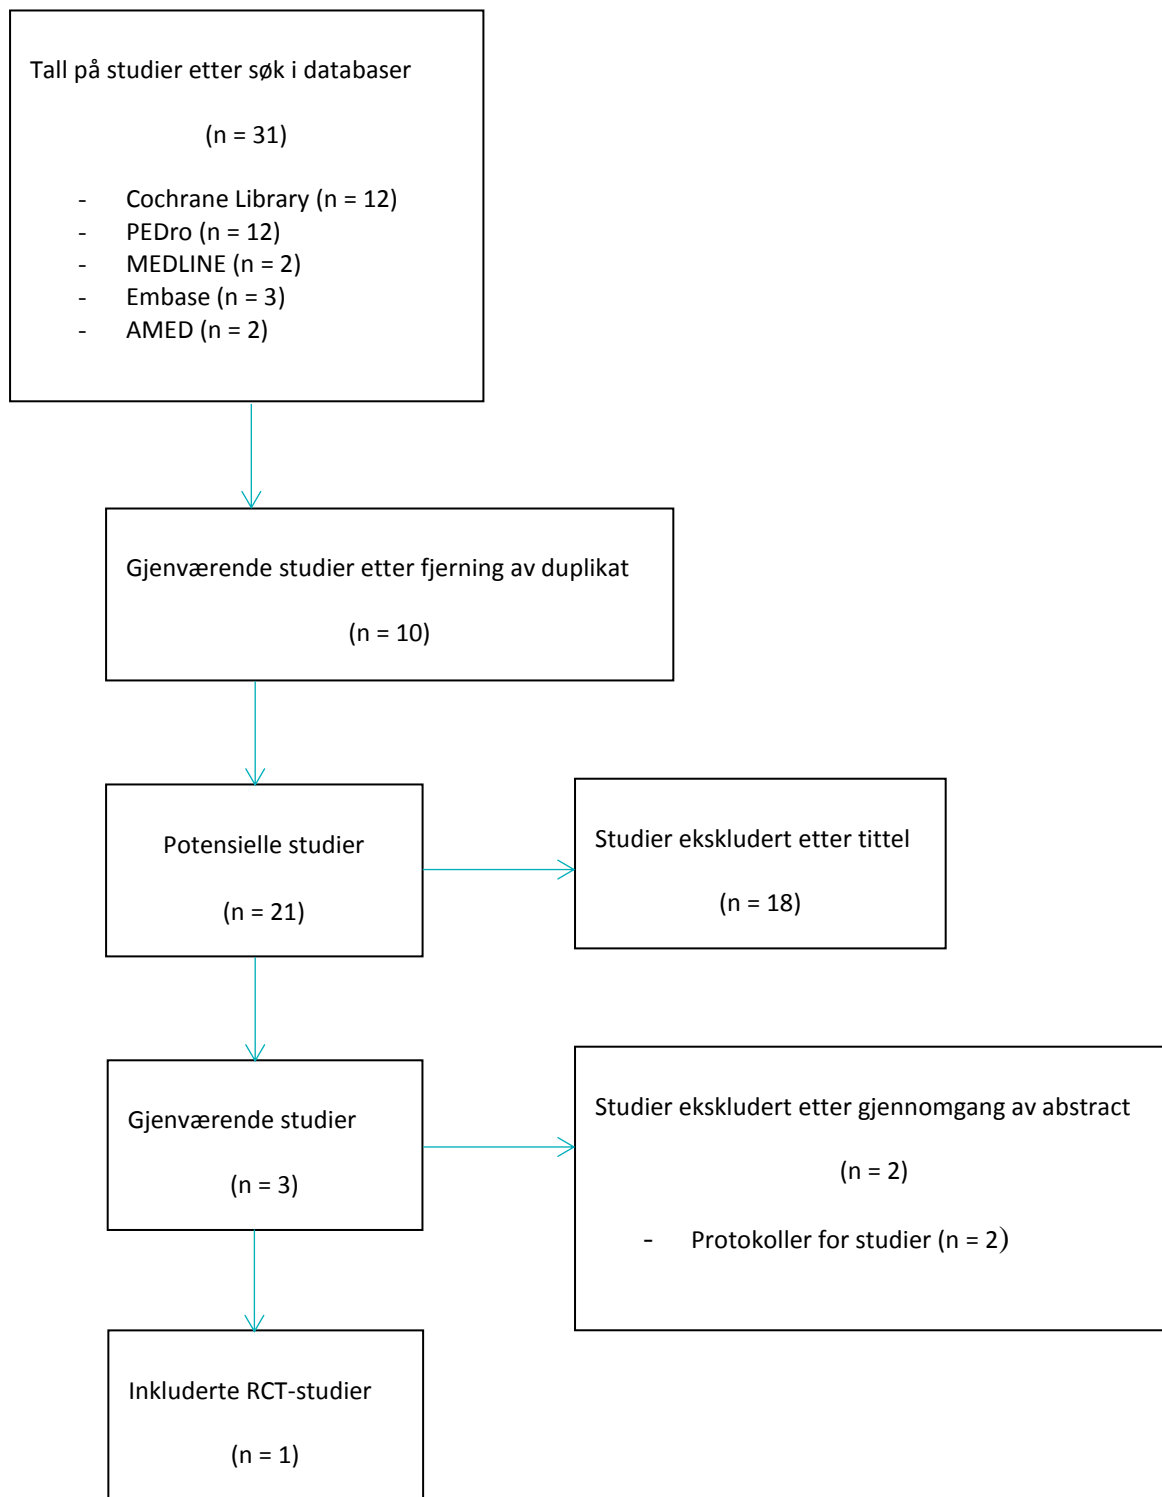 Tall på studier etter søk i databaser
(n = 31)
- Cochrane Library (n = 12)
- PEDro (n = 12)
- MEDLINE (n = 2)
- Embase (n = 3)
- AMED (n = 2)
Gjenværende studier etter fjerning av duplikat
(n = 10)
Potensielle studier
(n = 21)
Studier ekskludert etter tittel
(n = 18)
Gjenværende studier
(n = 3)
Studier ekskludert etter gjennomgang av abstract
(n = 2)
- Protokoller for studier (n = 2)
Inkluderte RCT-studier
(n = 1)